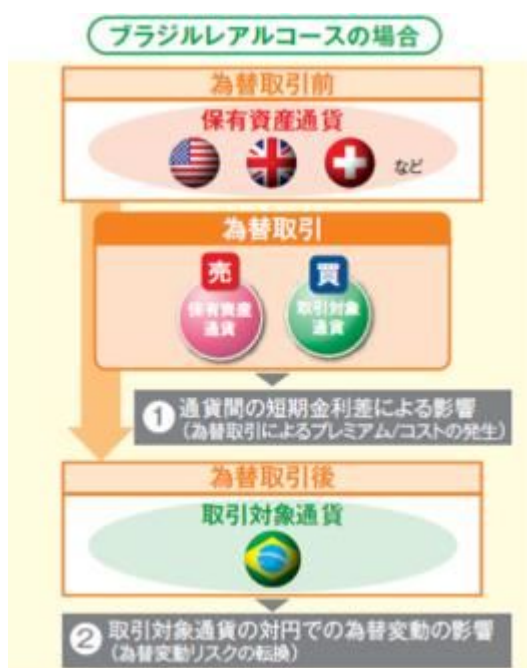 ブラジルレアルコースの場合
為替取引前
保有資産通貨
など
為替取引
売 買
保有資産 取引対象
通貨 通貨
① 通貨間の短期金利差による影響
(為替取引によるプレミアム/コストの発生)
為替取引後
取引対象通貨
② 取引対象通貨の対円での為替変動の影響
(為替変動リスクの転換)